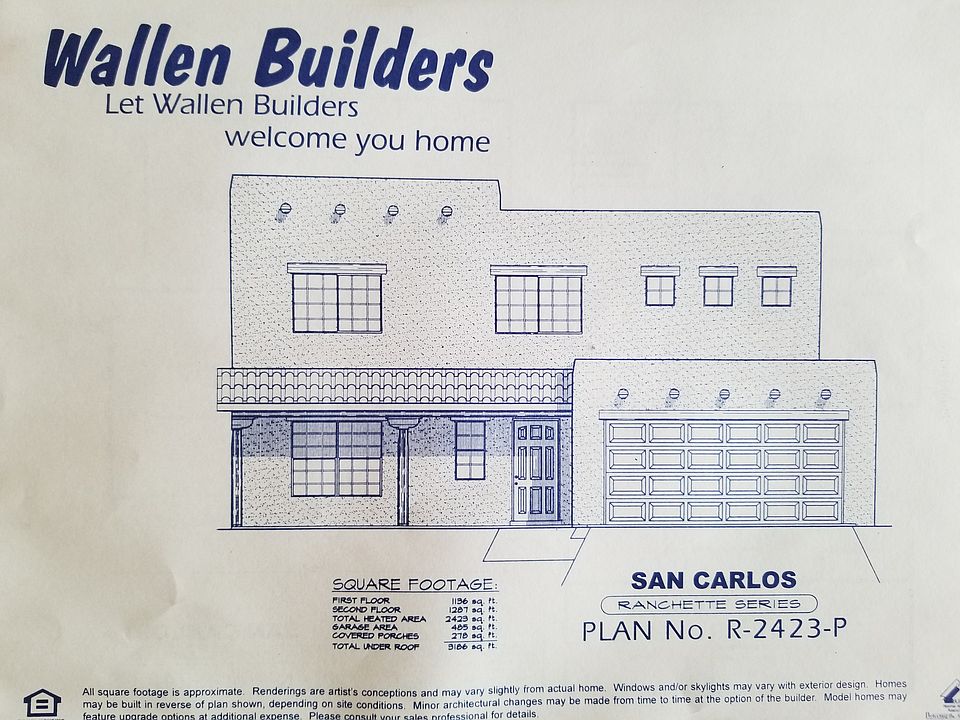 Wallen Builders
Let Wallen Builders
welcome you home
SQUARE FOOTAGE:
FIRST FLOOR 1136 sq. ft.
SECOND FLOOR 1287 sq. ft.
TOTAL HEATED AREA 2423 sq. ft.
GARAGE AREA 485 sq. ft.
COVERED PORCHES 278 sq. ft.
TOTAL UNDER ROOF 3186 sq. ft.
SAN CARLOS
RANCHETTE SERIES
PLAN No. R-2423-P
All square footage is approximate. Renderings are artist's conceptions and may vary slightly from actual home. Windows and/or skylights may vary with exterior design. Homes
may be built in reverse of plan shown, depending on site conditions. Minor architectural changes may be made from time to time at the option of the builder. Model homes may
feature upgrade options at additional expense. Please consult your sales professional for details.